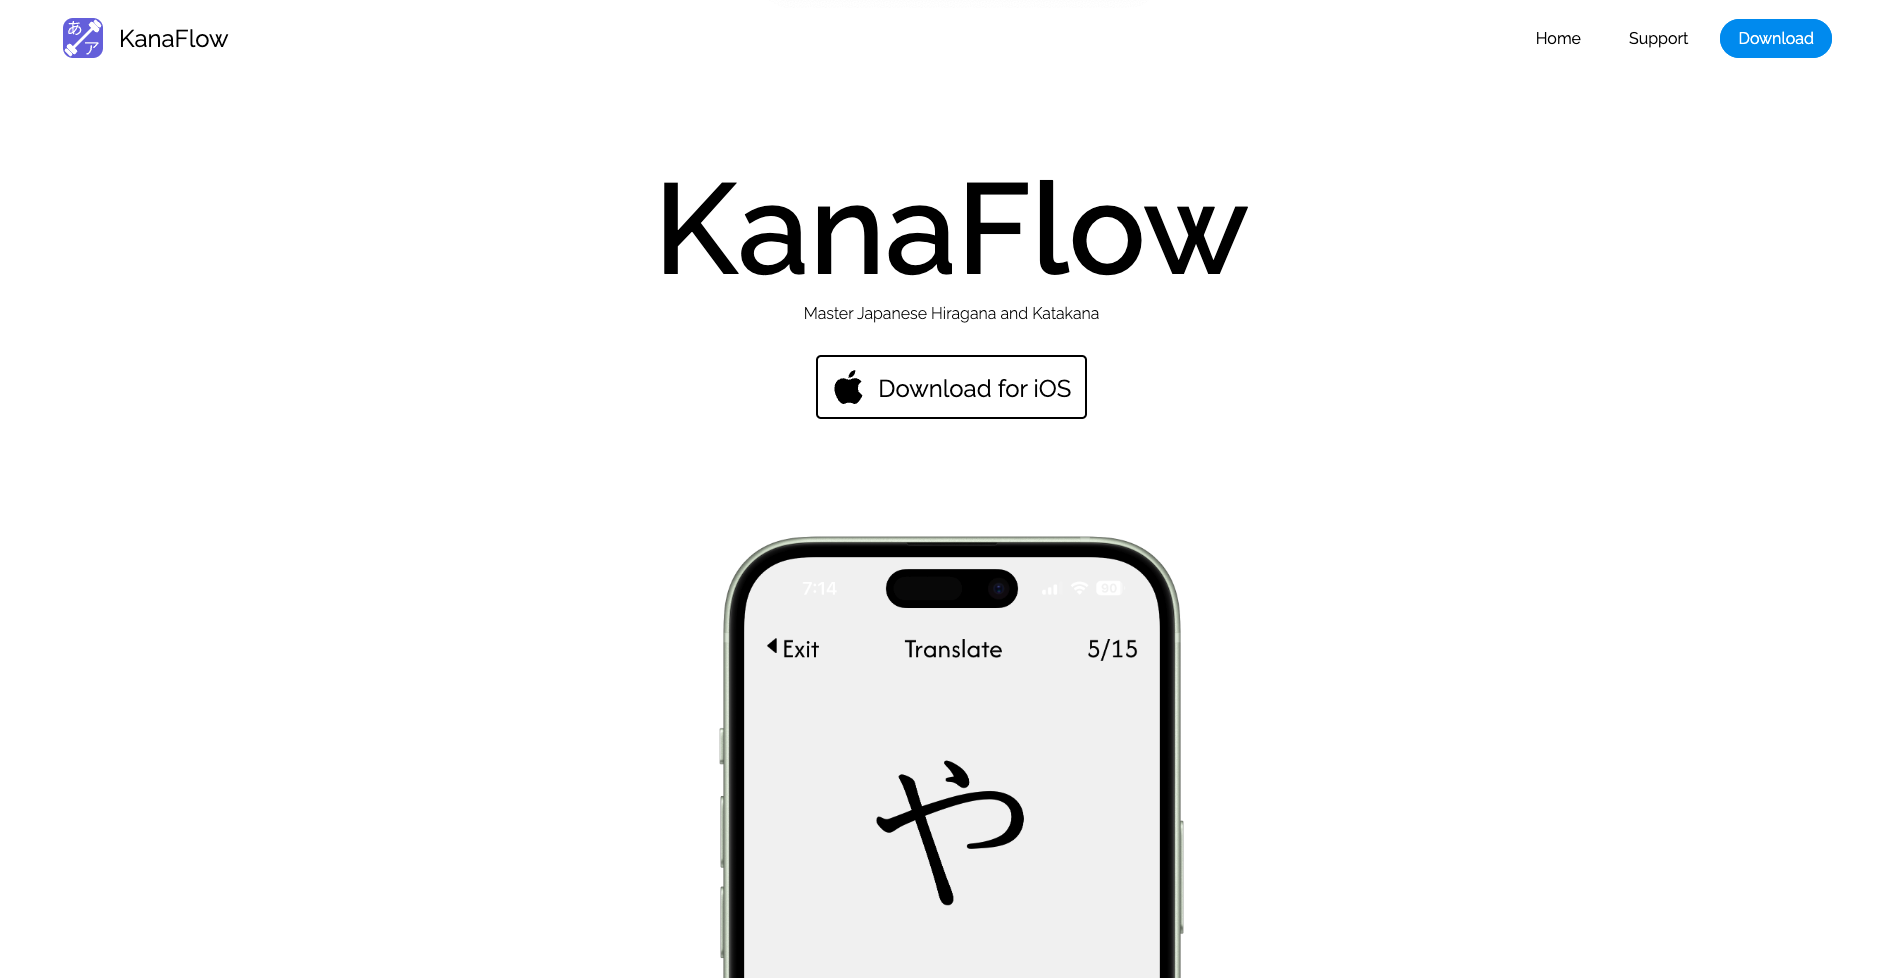 あ
ア
KanaFlow
Home
Support
Download
KanaFlow
Master Japanese Hiragana and Katakana
Download for iOS
7:14
90
Exit
Translate
5/15
や